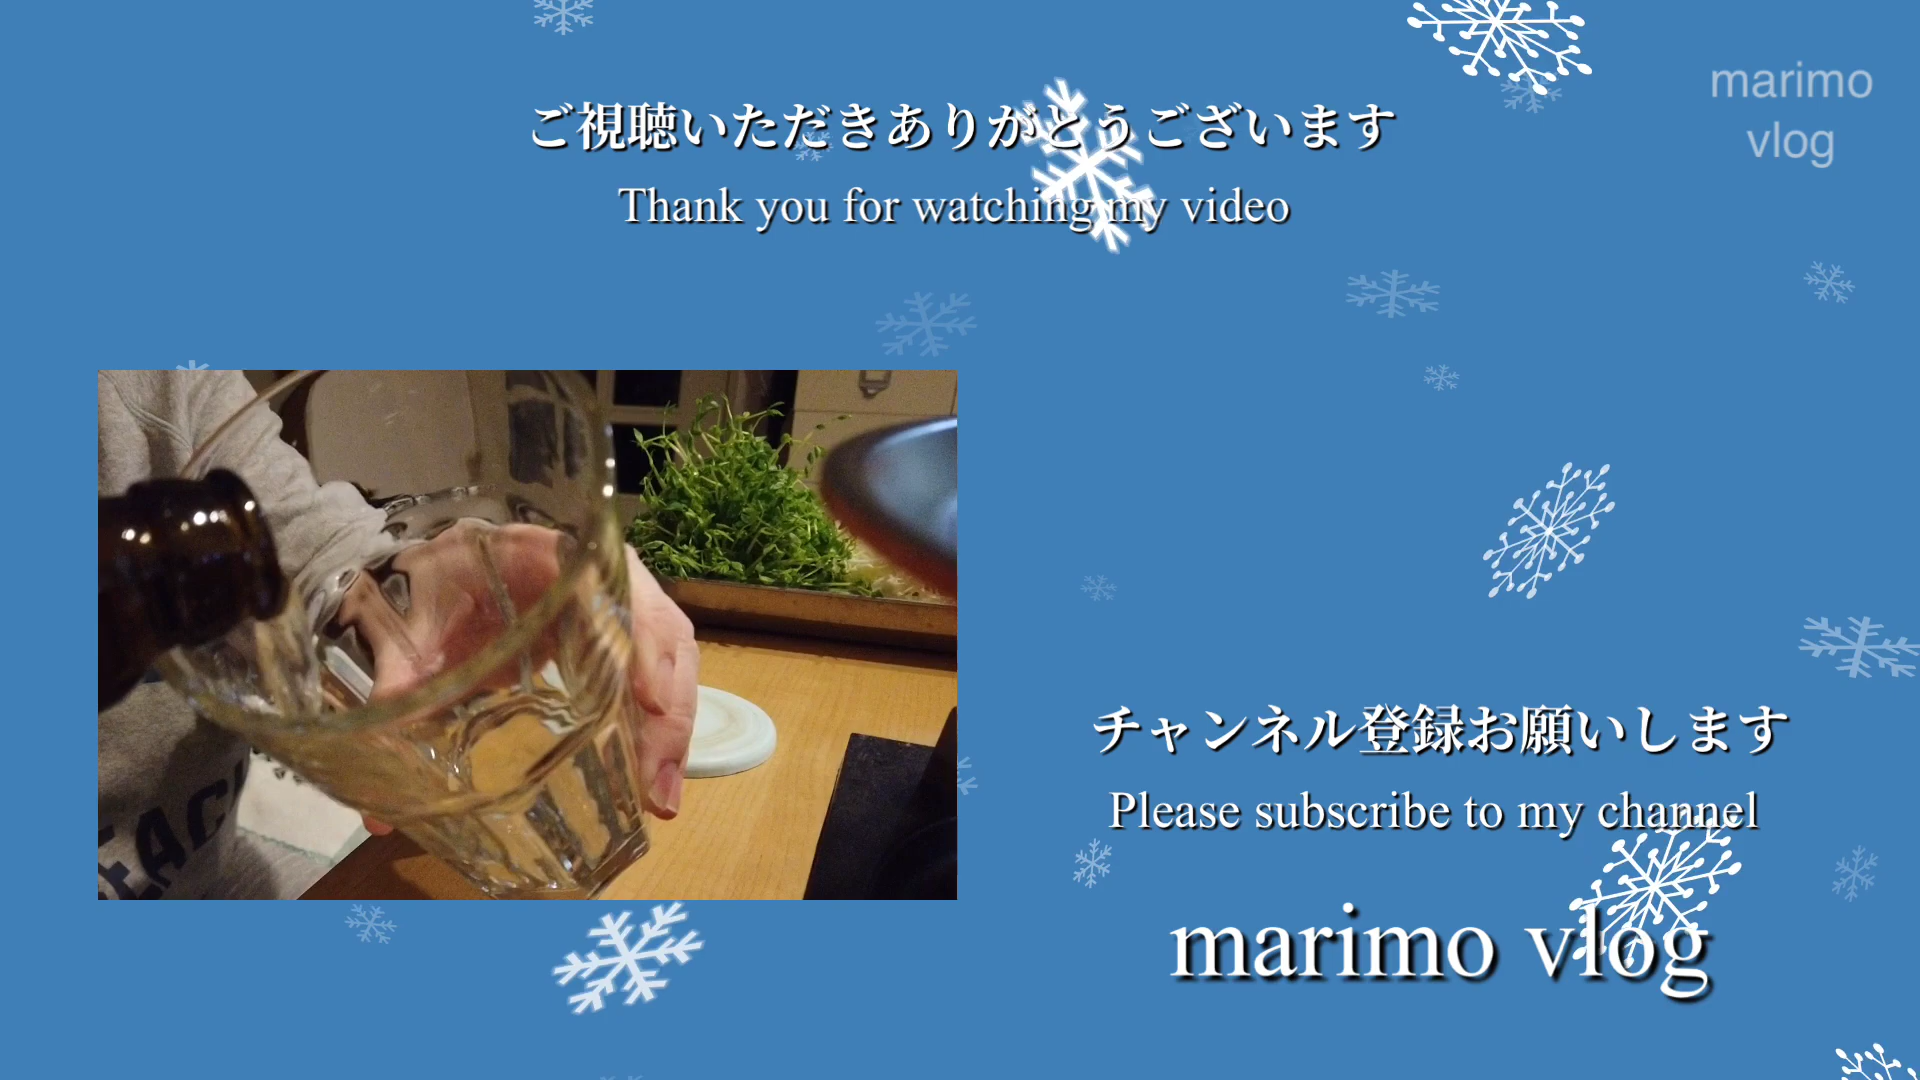 ご視聴いただきありがとうございます
Thank you for watching my video
marimo
vlog
チャンネル登録お願いします
Please subscribe to my channel
marimo vlog